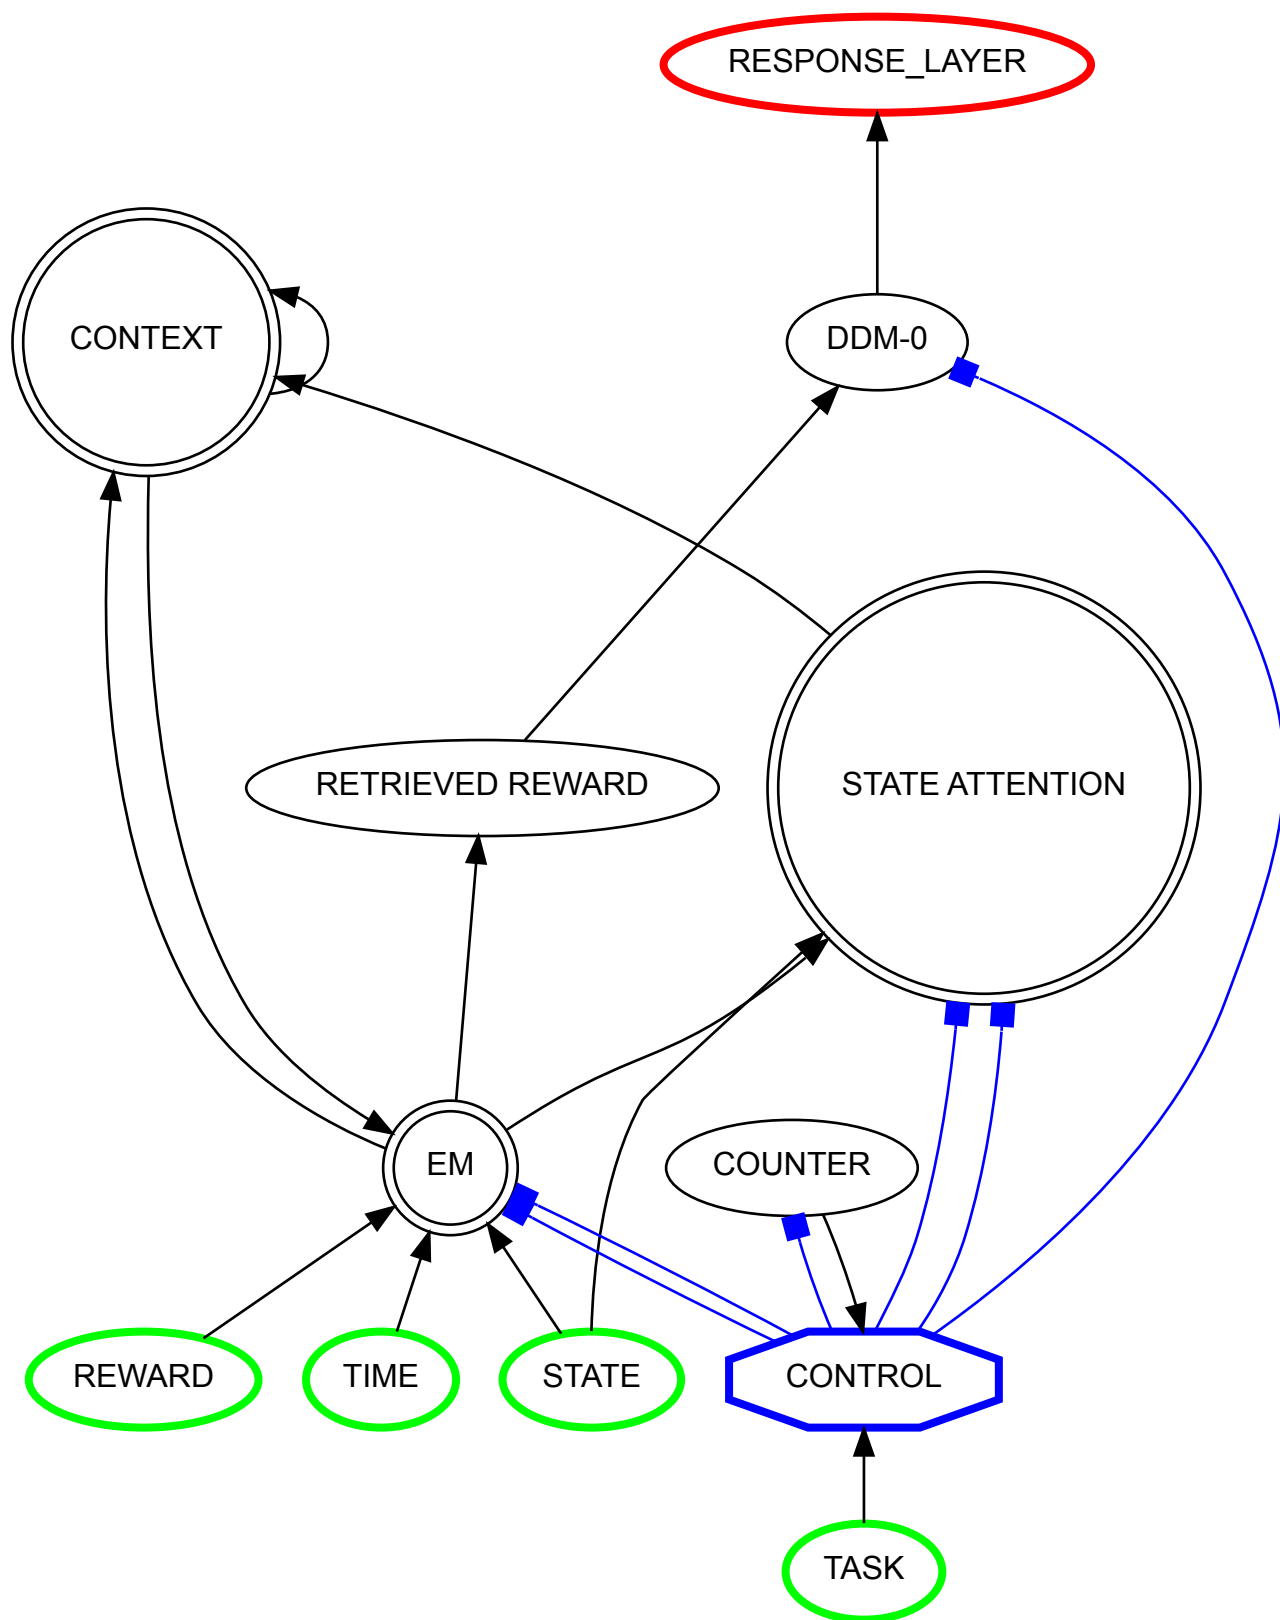 RESPONSE_LAYER
CONTEXT
DDM-0
RETRIEVED REWARD
STATE ATTENTION
EM
COUNTER
REWARD
TIME
STATE
CONTROL
TASK